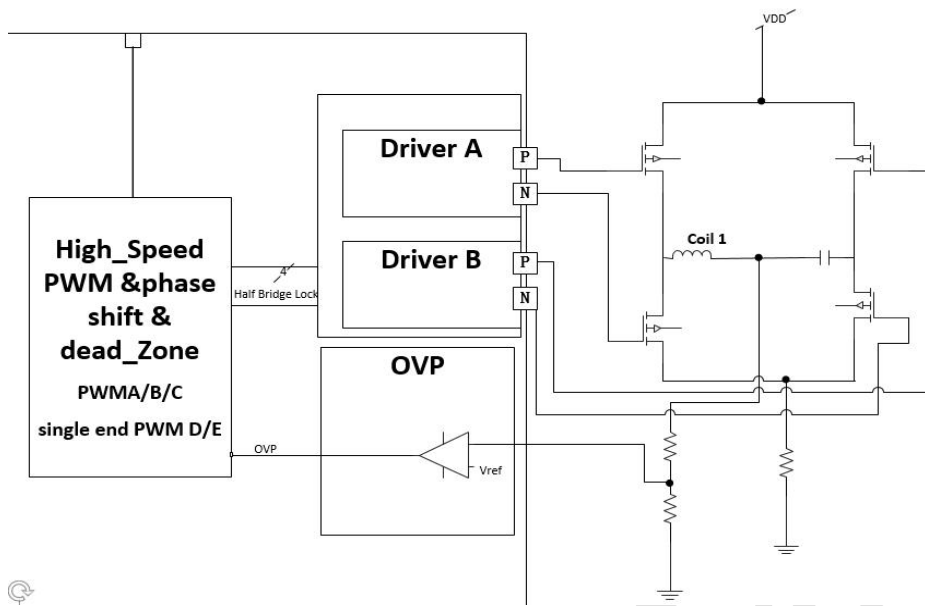 VDD
Driver A
P
N
Coil 1
High_Speed
PWM &phase
shift &
dead_Zone
PWMA/B/C
single end PWM D/E
4
Half Bridge Lock
Driver B
P
N
OVP
OVP
Vref